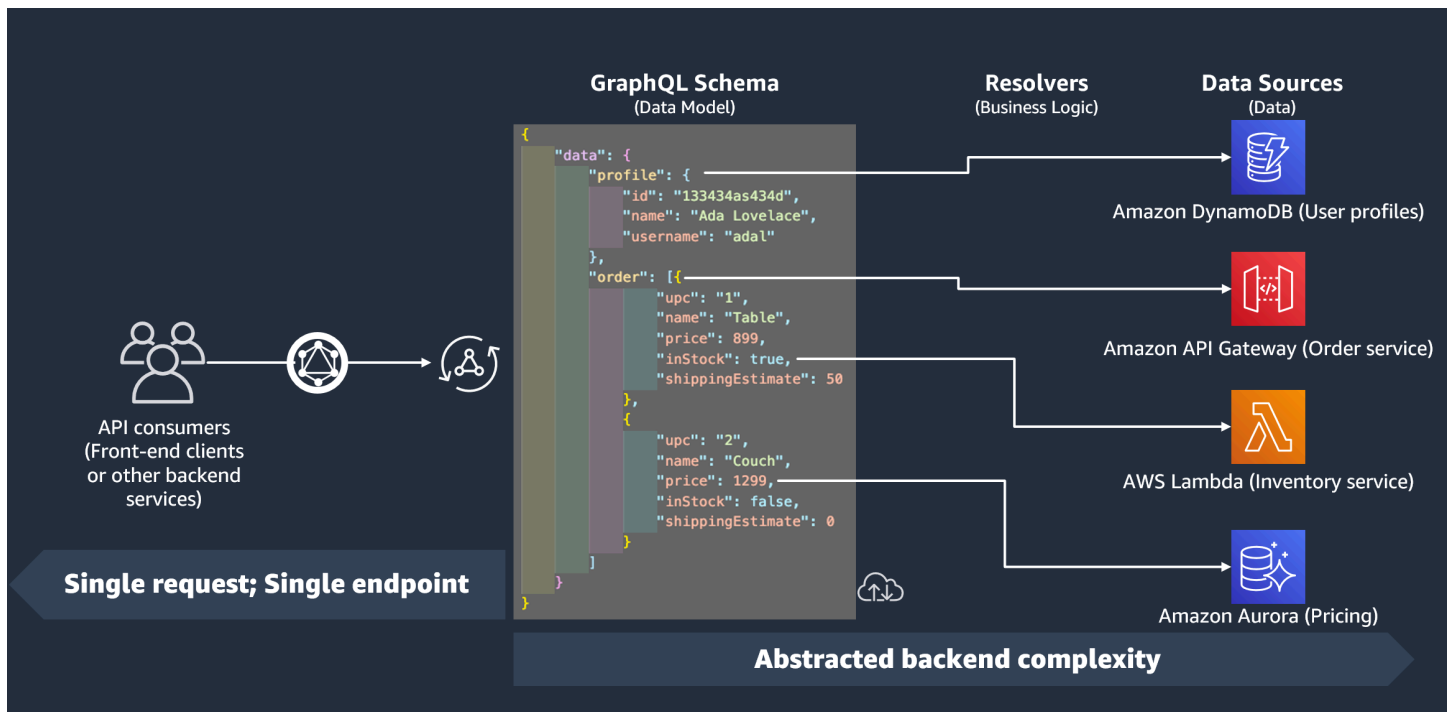 GraphQL Schema
(Data Model)
Resolvers
(Business Logic)
Data Sources
(Data)
{
"data": {
"profile": {
"id": "133434as434d",
"name": "Ada Lovelace",
"username": "adal"
},
"order": [{
"upc": "1",
"name": "Table",
"price": 899,
"inStock": true,
"shippingEstimate": 50
},
{
"upc": "2",
"name": "Couch",
"price": 1299,
"inStock": false,
"shippingEstimate": 0
}
]
}
}
Amazon DynamoDB (User profiles)
</>
Amazon API Gateway (Order service)
AWS Lambda (Inventory service)
Amazon Aurora (Pricing)
API consumers
(Front-end clients
or other backend
services)
Single request; Single endpoint
Abstracted backend complexity